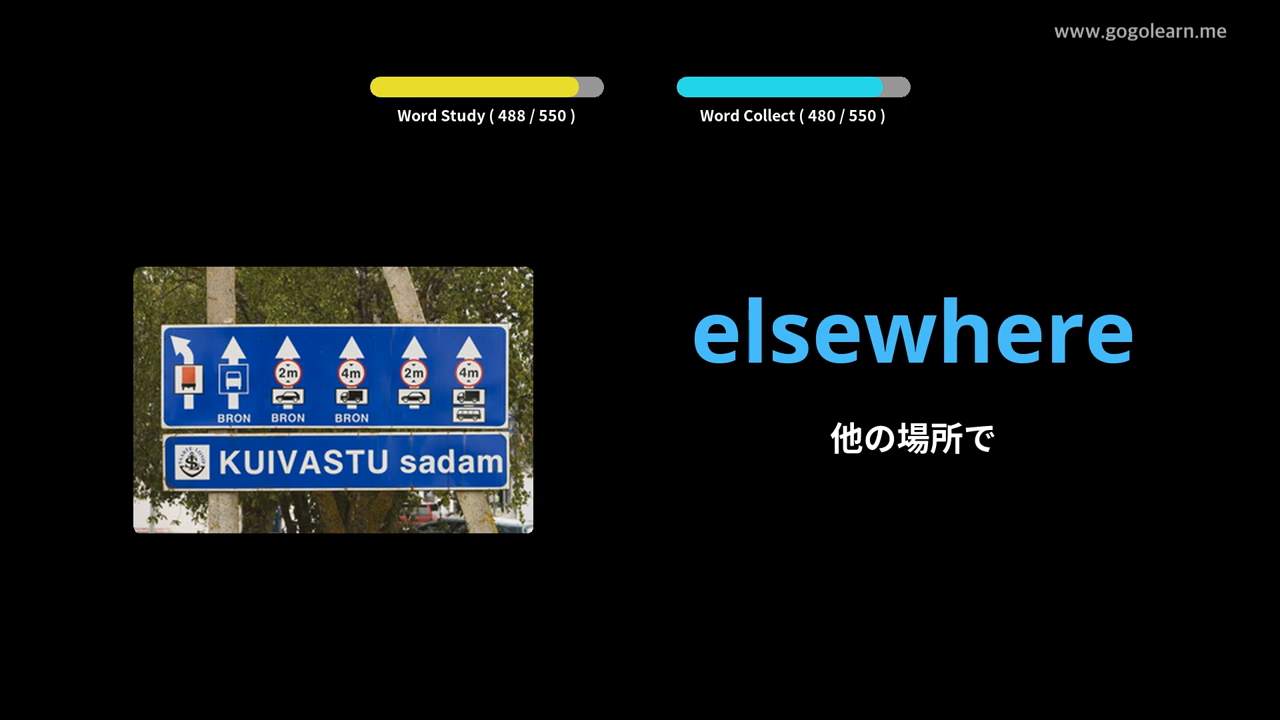 www.gogolearn.me
Word Study ( 488 / 550 )
Word Collect ( 480 / 550 )
2m 4m 2m 4m
BRON BRON BRON
KUIVASTU sadam
elsewhere
他の場所で